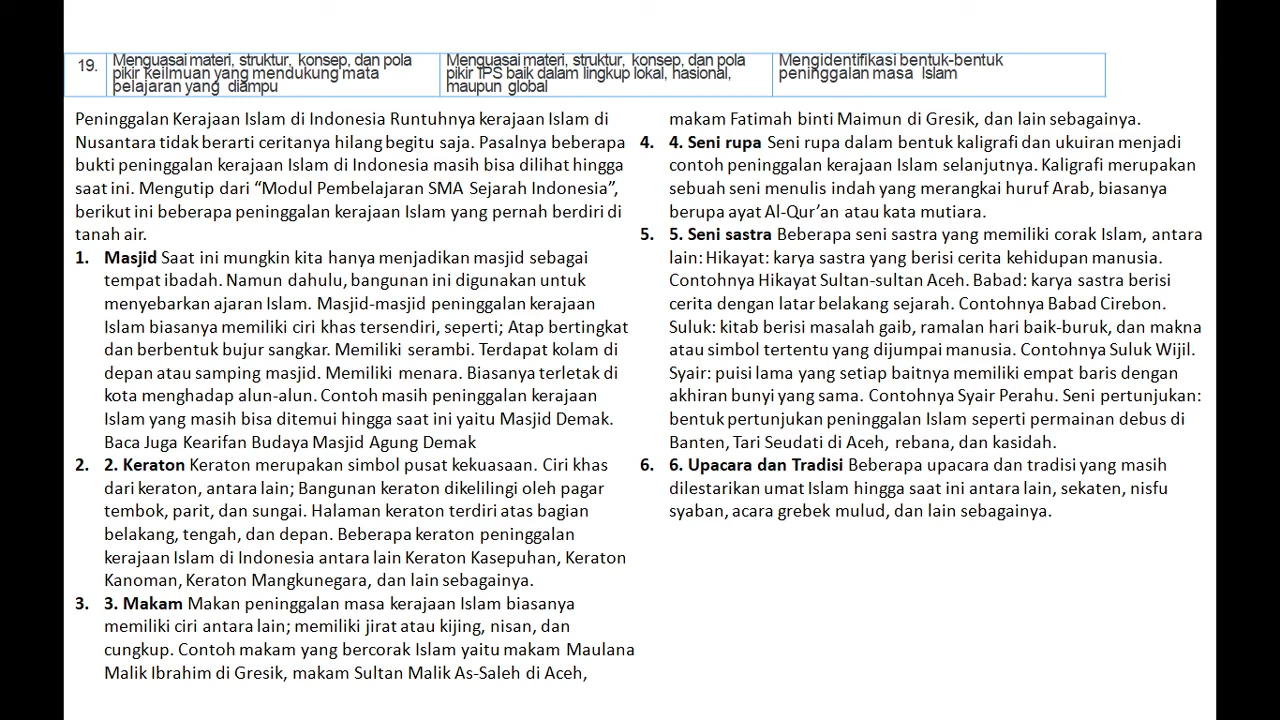 19.
Menguasai materi, struktur, konsep, dan pola
pikir keilmuan yang mendukung mata
pelajaran yang diampu
Menguasai materi, struktur, konsep, dan pola
pikir IPS baik dalam lingkup lokal, nasional,
maupun global
Mengidentifikasi bentuk-bentuk
peninggalan masa Islam
Peninggalan Kerajaan Islam di Indonesia Runtuhnya kerajaan Islam di
Nusantara tidak berarti ceritanya hilang begitu saja. Pasalnya beberapa
bukti peninggalan kerajaan Islam di Indonesia masih bisa dilihat hingga
saat ini. Mengutip dari “Modul Pembelajaran SMA Sejarah Indonesia”,
berikut ini beberapa peninggalan kerajaan Islam yang pernah berdiri di
tanah air.
1. Masjid Saat ini mungkin kita hanya menjadikan masjid sebagai
tempat ibadah. Namun dahulu, bangunan ini digunakan untuk
menyebarkan ajaran Islam. Masjid-masjid peninggalan kerajaan
Islam biasanya memiliki ciri khas tersendiri, seperti; Atap bertingkat
dan berbentuk bujur sangkar. Memiliki serambi. Terdapat kolam di
depan atau samping masjid. Memiliki menara. Biasanya terletak di
kota menghadap alun-alun. Contoh masih peninggalan kerajaan
Islam yang masih bisa ditemui hingga saat ini yaitu Masjid Demak.
Baca Juga Kearifan Budaya Masjid Agung Demak
2. 2. Keraton Keraton merupakan simbol pusat kekuasaan. Ciri khas
dari keraton, antara lain; Bangunan keraton dikelilingi oleh pagar
tembok, parit, dan sungai. Halaman keraton terdiri atas bagian
belakang, tengah, dan depan. Beberapa keraton peninggalan
kerajaan Islam di Indonesia antara lain Keraton Kasepuhan, Keraton
Kanoman, Keraton Mangkunegara, dan lain sebagainya.
3. 3. Makam Makan peninggalan masa kerajaan Islam biasanya
memiliki ciri antara lain; memiliki jirat atau kijing, nisan, dan
cungkup. Contoh makam yang bercorak Islam yaitu makam Maulana
Malik Ibrahim di Gresik, makam Sultan Malik As-Saleh di Aceh,
makam Fatimah binti Maimun di Gresik, dan lain sebagainya.
4. 4. Seni rupa Seni rupa dalam bentuk kaligrafi dan ukuiran menjadi
contoh peninggalan kerajaan Islam selanjutnya. Kaligrafi merupakan
sebuah seni menulis indah yang merangkai huruf Arab, biasanya
berupa ayat Al-Qur’an atau kata mutiara.
5. 5. Seni sastra Beberapa seni sastra yang memiliki corak Islam, antara
lain: Hikayat: karya sastra yang berisi cerita kehidupan manusia.
Contohnya Hikayat Sultan-sultan Aceh. Babad: karya sastra berisi
cerita dengan latar belakang sejarah. Contohnya Babad Cirebon.
Suluk: kitab berisi masalah gaib, ramalan hari baik-buruk, dan makna
atau simbol tertentu yang dijumpai manusia. Contohnya Suluk Wijil.
Syair: puisi lama yang setiap baitnya memiliki empat baris dengan
akhiran bunyi yang sama. Contohnya Syair Perahu. Seni pertunjukan:
bentuk pertunjukan peninggalan Islam seperti permainan debus di
Banten, Tari Seudati di Aceh, rebana, dan kasidah.
6. 6. Upacara dan Tradisi Beberapa upacara dan tradisi yang masih
dilestarikan umat Islam hingga saat ini antara lain, sekaten, nisfu
syaban, acara grebek mulud, dan lain sebagainya.